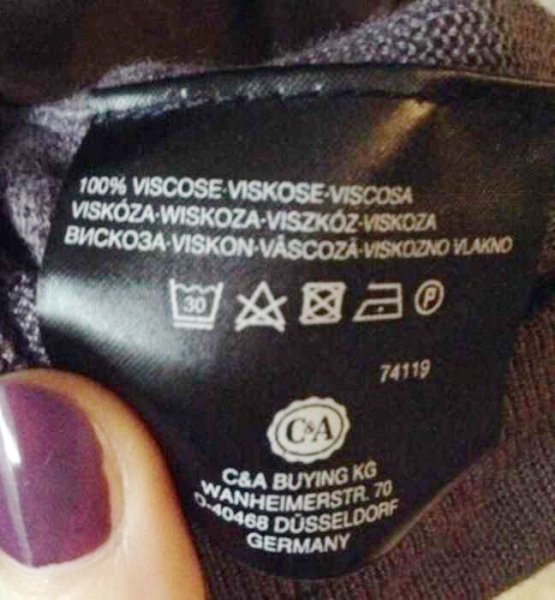 100% VISCOSE·VISKOSE·VISCOSA
VISKÓZA·WISKOZA·VISZKÓZ·VISKOZA
ВИСКОЗА·VISKON·VÂSCOZĂ·VISKOZNO VLAKNO
30
P
74119
C&A
C&A BUYING KG
WANHEIMERSTR. 70
D-40468 DÜSSELDORF
GERMANY